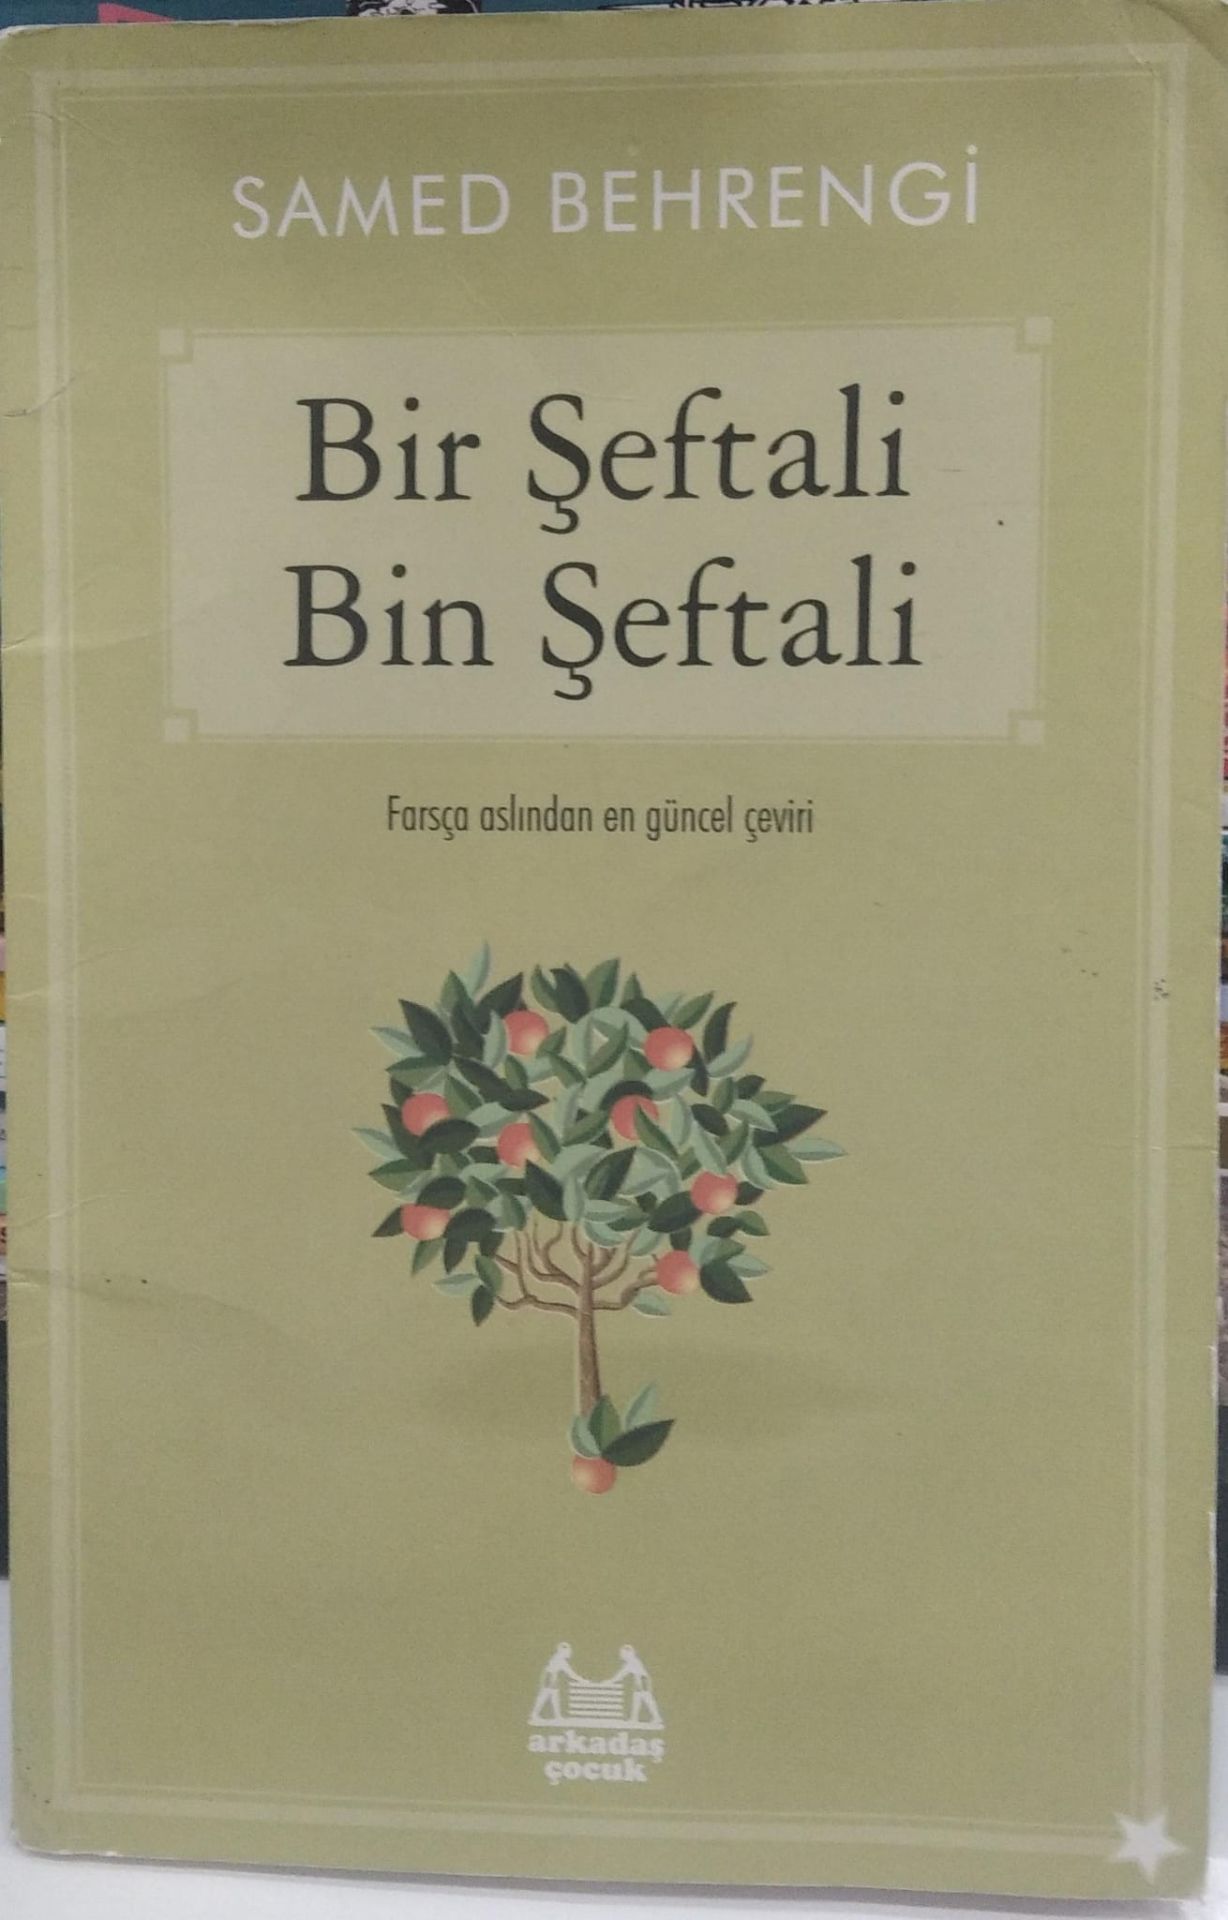 SAMED BEHRENGİ
Bir Şeftali
Bin Şeftali
Farsça aslından en güncel çeviri
arkadaş
çocuk